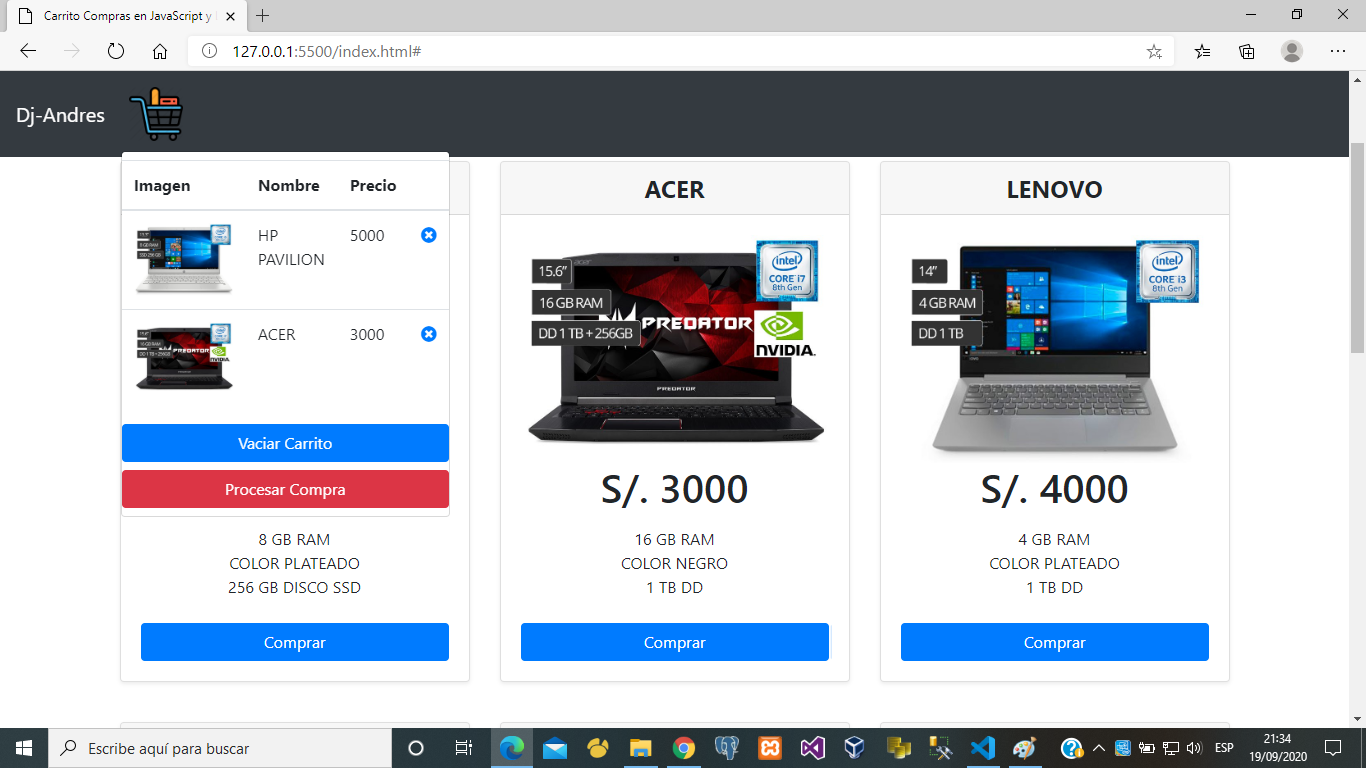 Carrito Compras en JavaScript y
127.0.0.1:5500/index.html#
Dj-Andres
Imagen Nombre Precio
HP PAVILION 5000
ACER 3000
Vaciar Carrito
Procesar Compra
8 GB RAM
COLOR PLATEADO
256 GB DISCO SSD
Comprar
ACER
15.6”
16 GB RAM
DD 1 TB + 256GB
intel
CORE i7
8th Gen
NVIDIA.
PREDATOR
PREDATOR
S/. 3000
16 GB RAM
COLOR NEGRO
1 TB DD
Comprar
LENOVO
14”
4 GB RAM
DD 1 TB
intel
CORE i3
8th Gen
S/. 4000
4 GB RAM
COLOR PLATEADO
1 TB DD
Comprar
Escribe aquí para buscar
ESP
21:34
19/09/2020